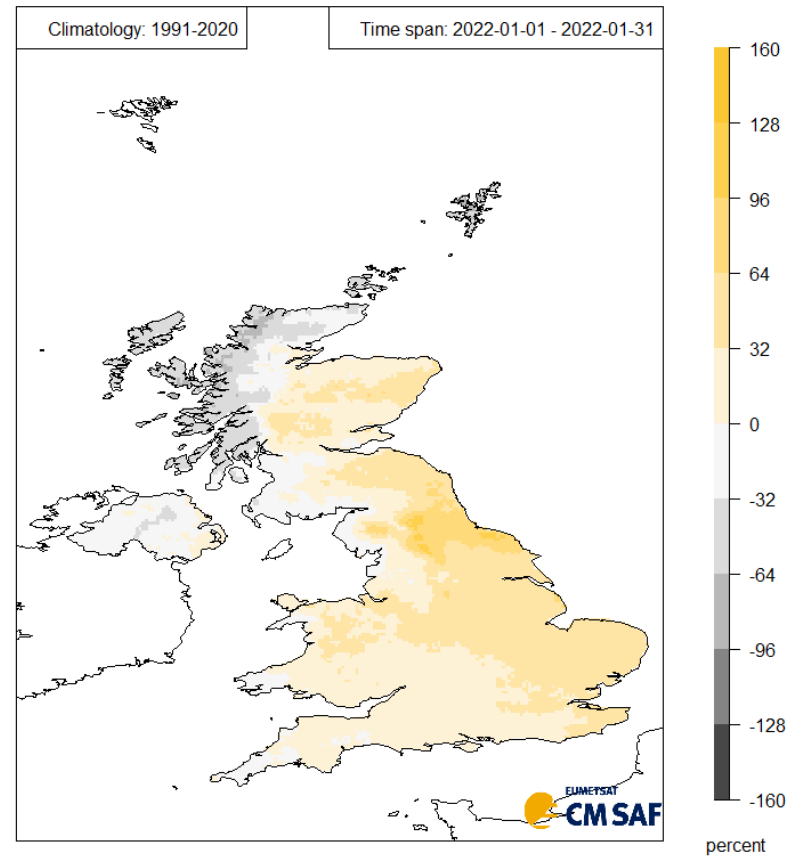 Climatology: 1991-2020
Time span: 2022-01-01 - 2022-01-31
160
128
96
64
32
0
-32
-64
-96
-128
-160
percent
EUMETSAT
CM SAF